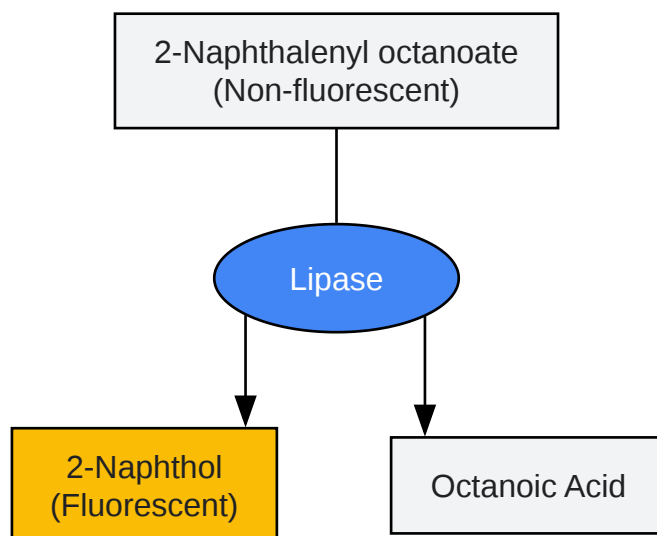 2-Naphthalenyl octanoate
(Non-fluorescent)
Lipase
2-Naphthol
(Fluorescent)
Octanoic Acid